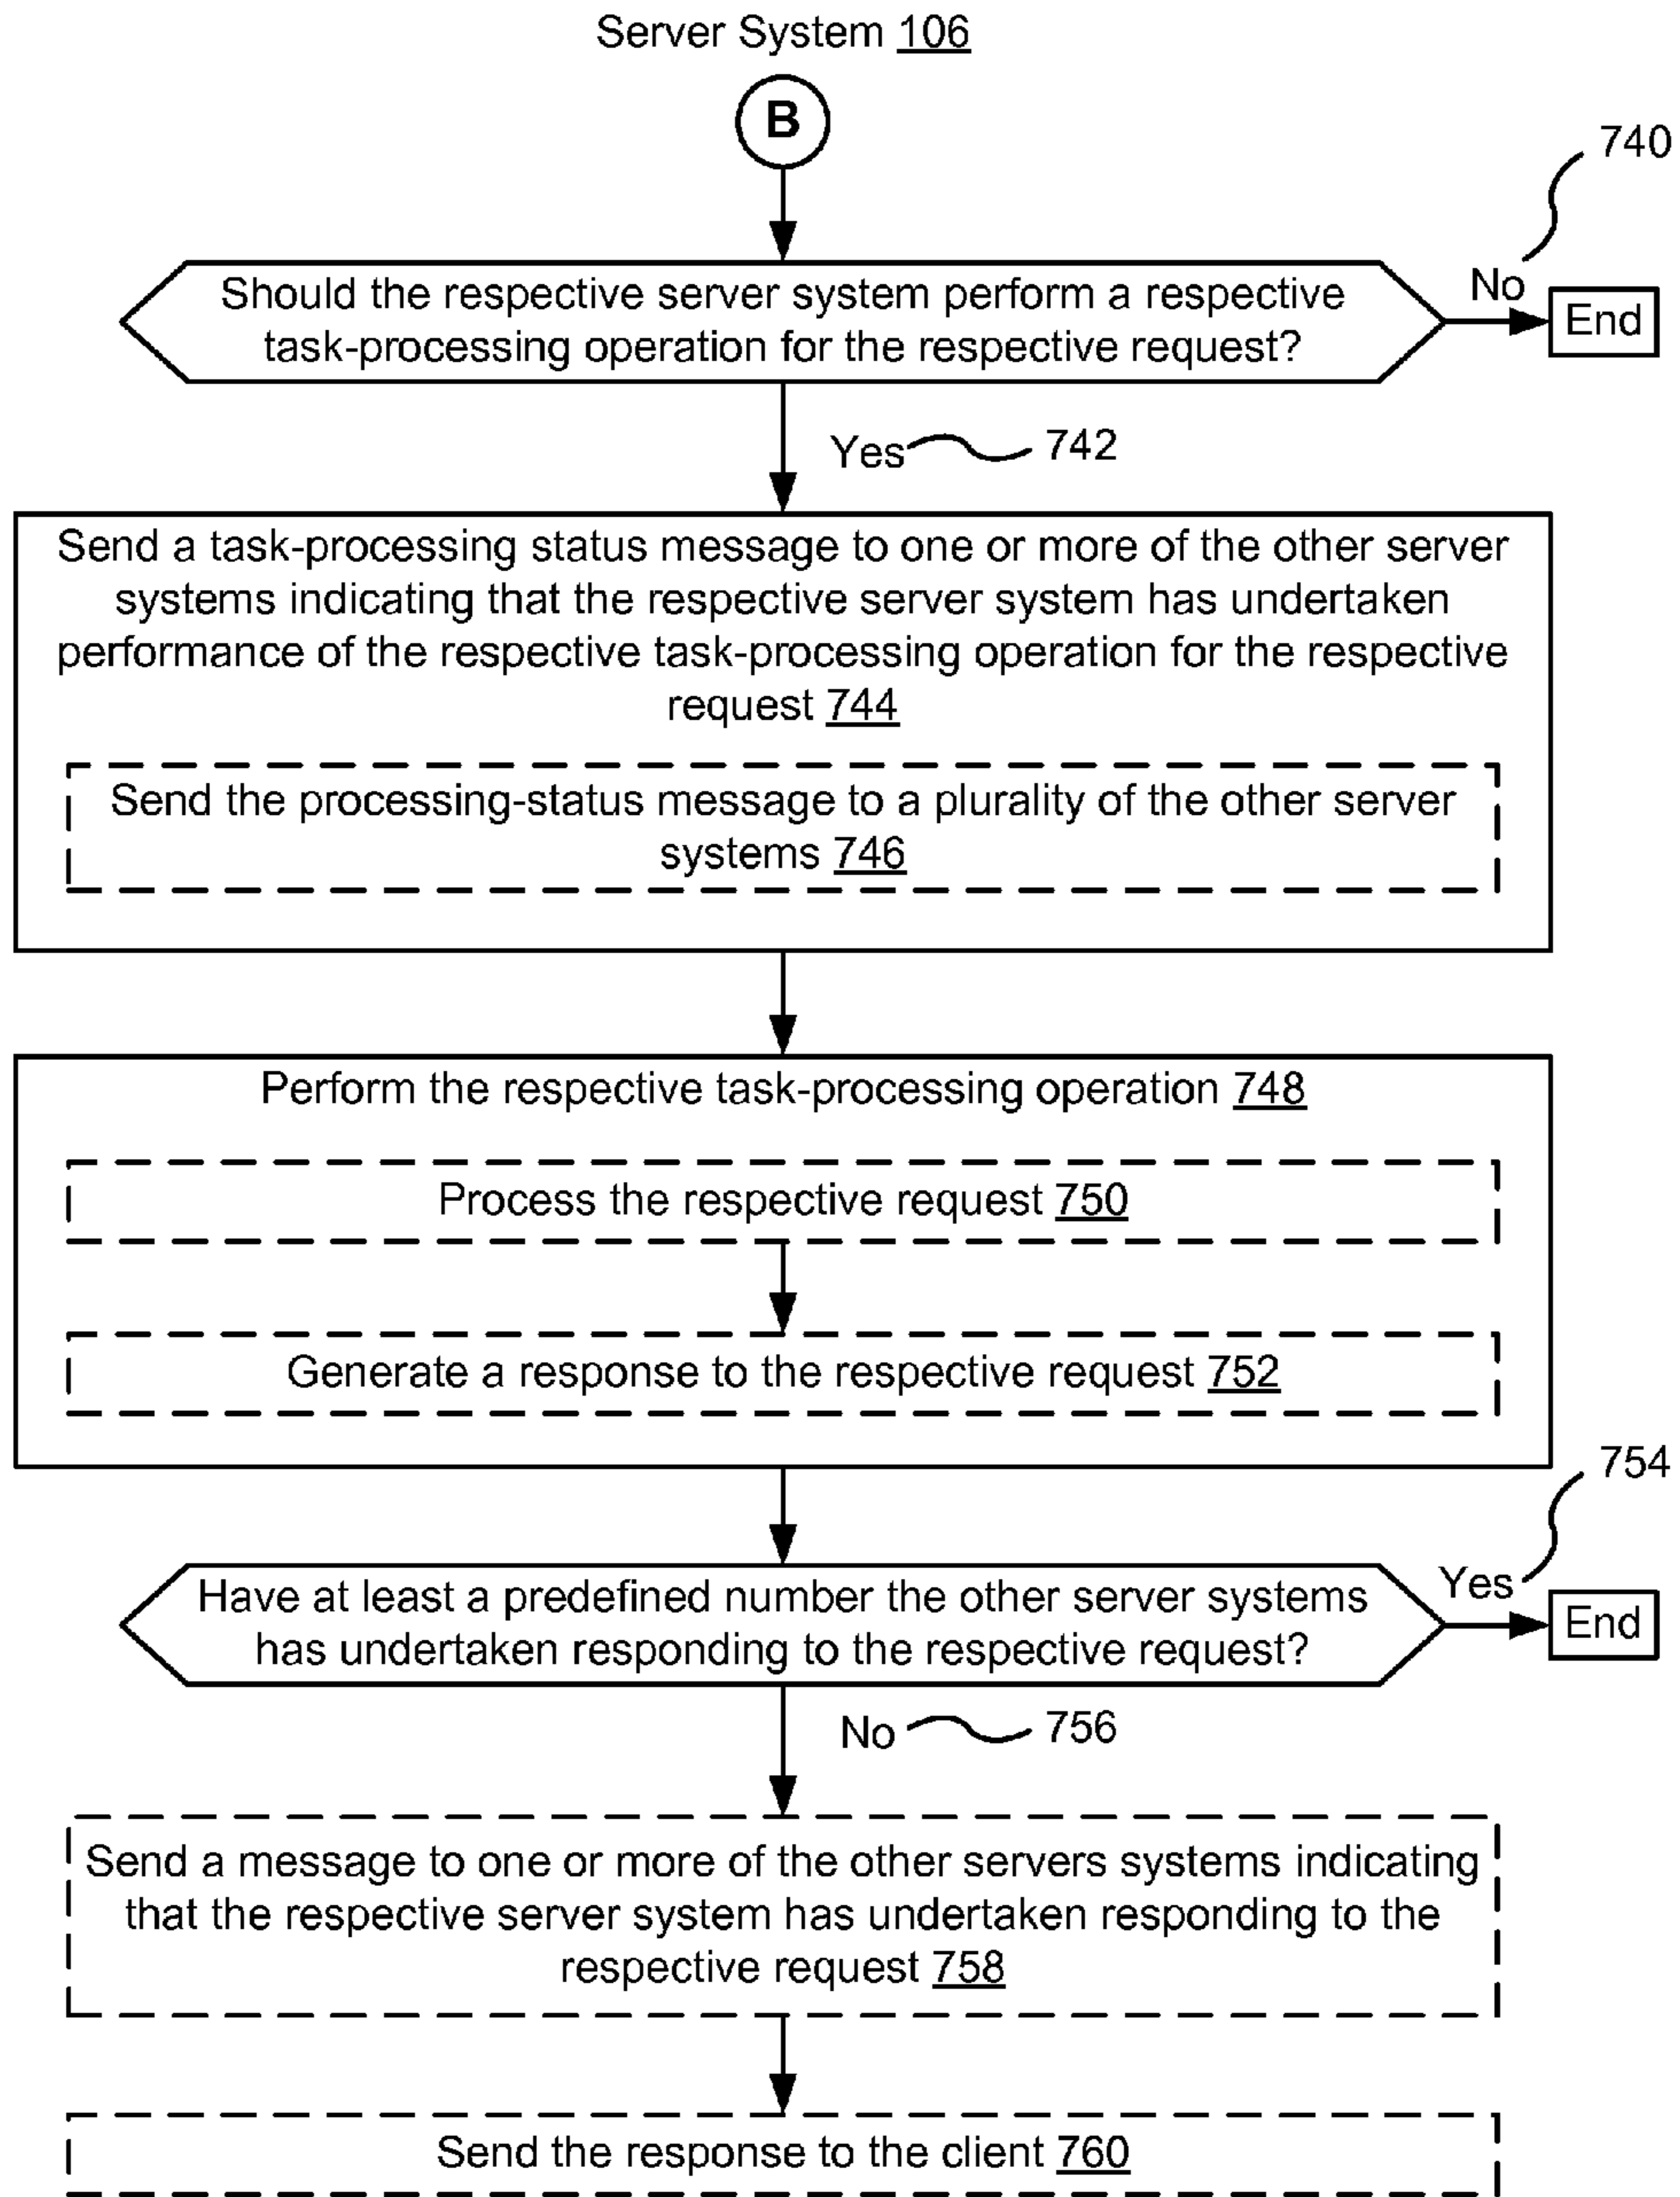 Server System 106
B
740
Should the respective server system perform a respective
task-processing operation for the respective request?
No
End
Yes
742
Send a task-processing status message to one or more of the other server
systems indicating that the respective server system has undertaken
performance of the respective task-processing operation for the respective
request 744
Send the processing-status message to a plurality of the other server
systems 746
Perform the respective task-processing operation 748
Process the respective request 750
Generate a response to the respective request 752
754
Have at least a predefined number the other server systems
has undertaken responding to the respective request?
Yes
End
No
756
Send a message to one or more of the other servers systems indicating
that the respective server system has undertaken responding to the
respective request 758
Send the response to the client 760